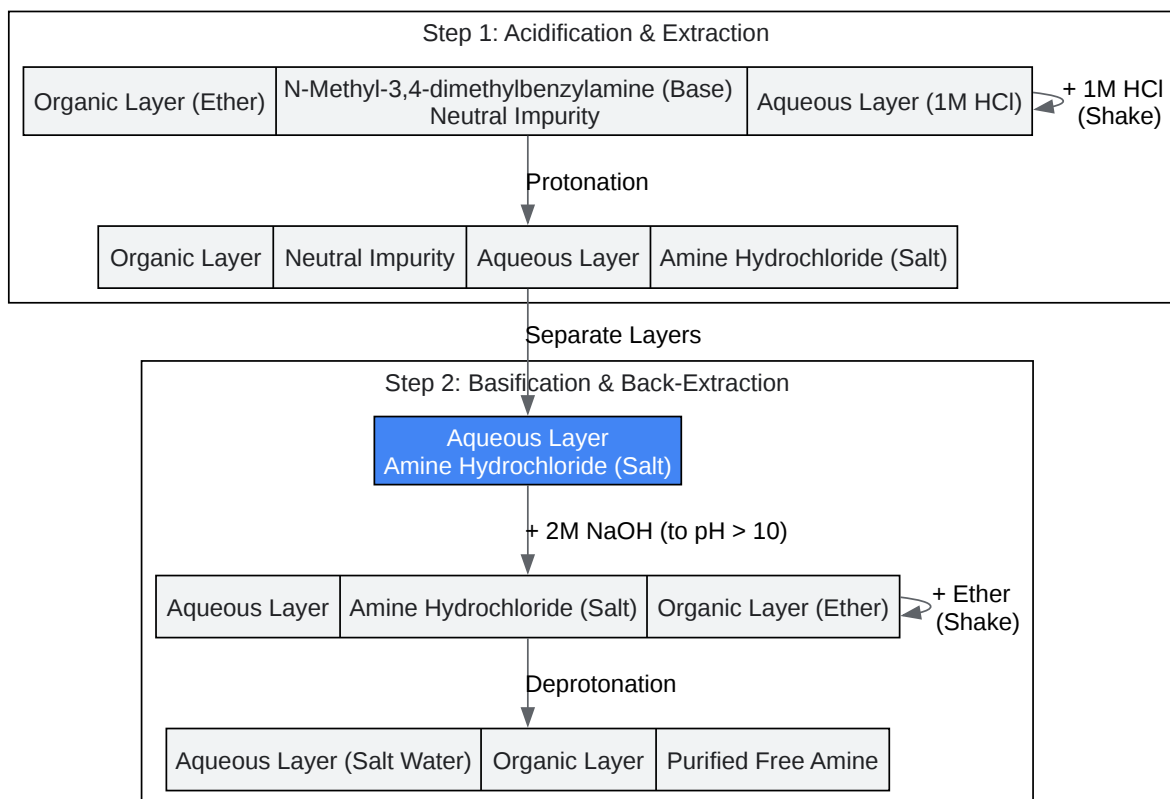 Step 1: Acidification & Extraction
Organic Layer (Ether)
N-Methyl-3,4-dimethylbenzylamine (Base)
Neutral Impurity
Aqueous Layer (1M HCl)
+ 1M HCl
(Shake)
Protonation
Organic Layer
Neutral Impurity
Aqueous Layer
Amine Hydrochloride (Salt)
Separate Layers
Step 2: Basification & Back-Extraction
Aqueous Layer
Amine Hydrochloride (Salt)
+ 2M NaOH (to pH > 10)
Aqueous Layer
Amine Hydrochloride (Salt)
Organic Layer (Ether)
+ Ether
(Shake)
Deprotonation
Aqueous Layer (Salt Water)
Organic Layer
Purified Free Amine